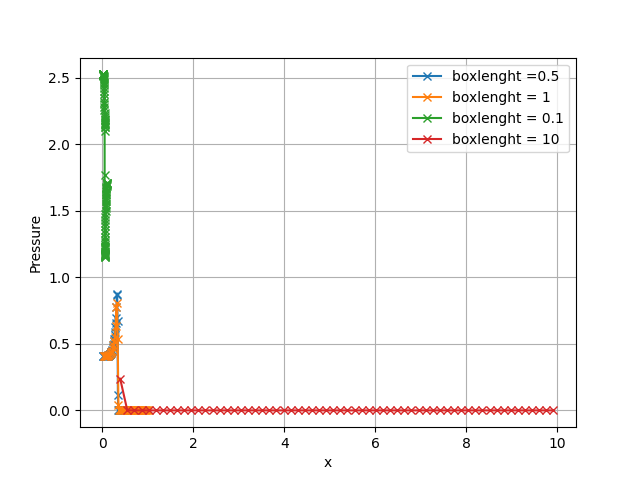 2.5
2.0
1.5
1.0
0.5
0.0
Pressure
boxlenght =0.5
boxlenght = 1
boxlenght = 0.1
boxlenght = 10
0 2 4 6 8 10
x